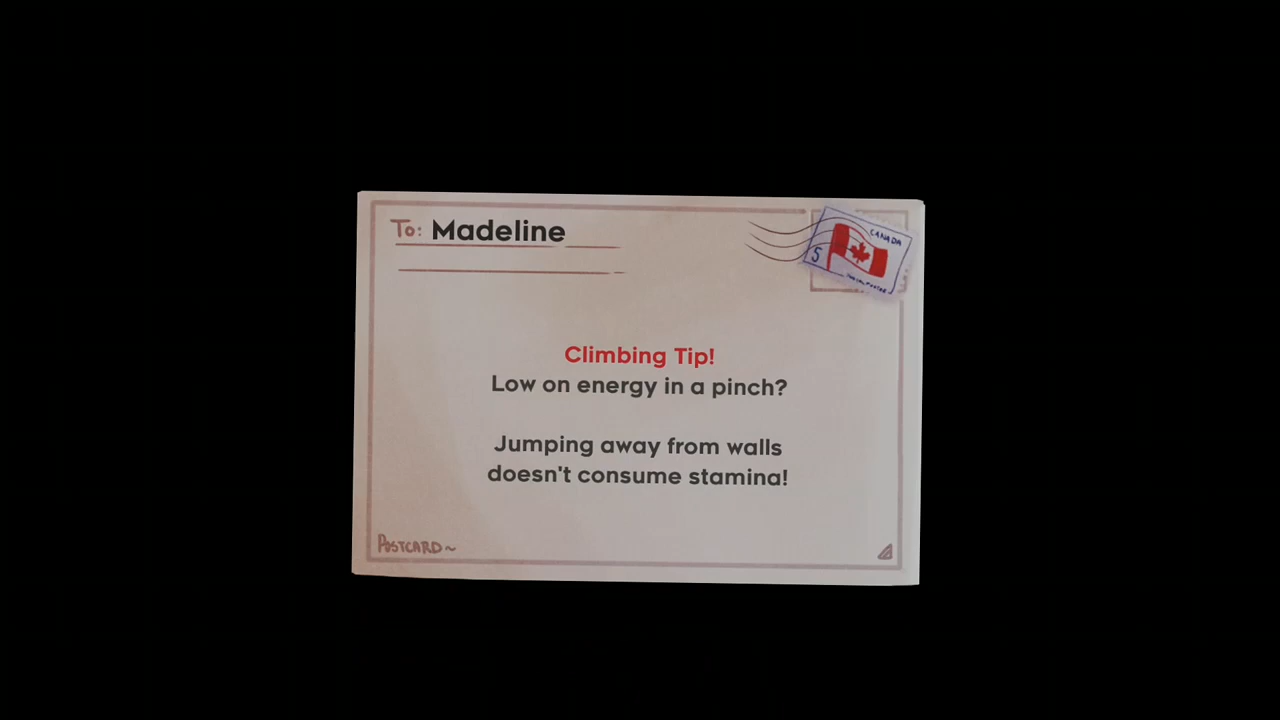 To: Madeline
CANADA
5
Climbing Tip!
Low on energy in a pinch?
Jumping away from walls
doesn't consume stamina!
POSTCARD~